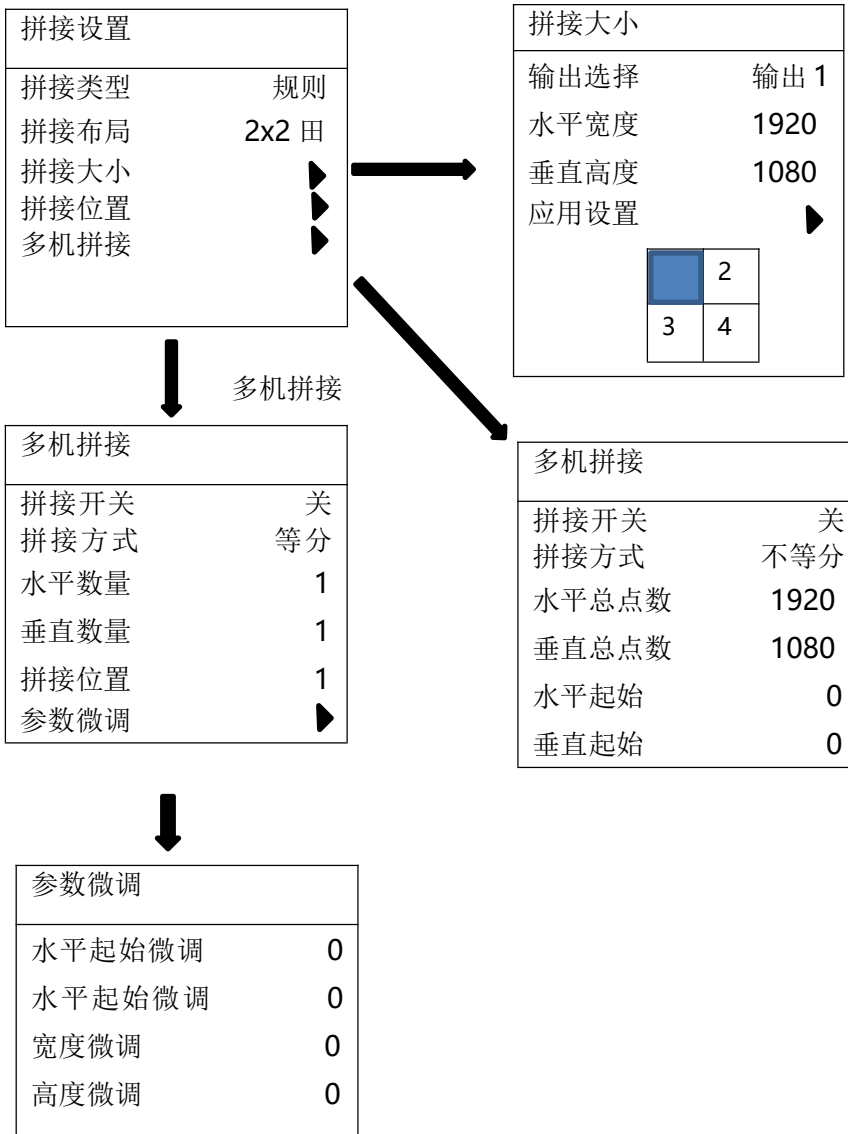 拼接设置
拼接类型 规则
拼接布局 2x2 田
拼接大小
拼接位置
多机拼接
拼接大小
输出选择 输出 1
水平宽度 1920
垂直高度 1080
应用设置
2
3 4
多机拼接
多机拼接
拼接开关 关
拼接方式 等分
水平数量 1
垂直数量 1
拼接位置 1
参数微调
多机拼接
拼接开关 关
拼接方式 不等分
水平总点数 1920
垂直总点数 1080
水平起始 0
垂直起始 0
参数微调
水平起始微调 0
水平起始微调 0
宽度微调 0
高度微调 0